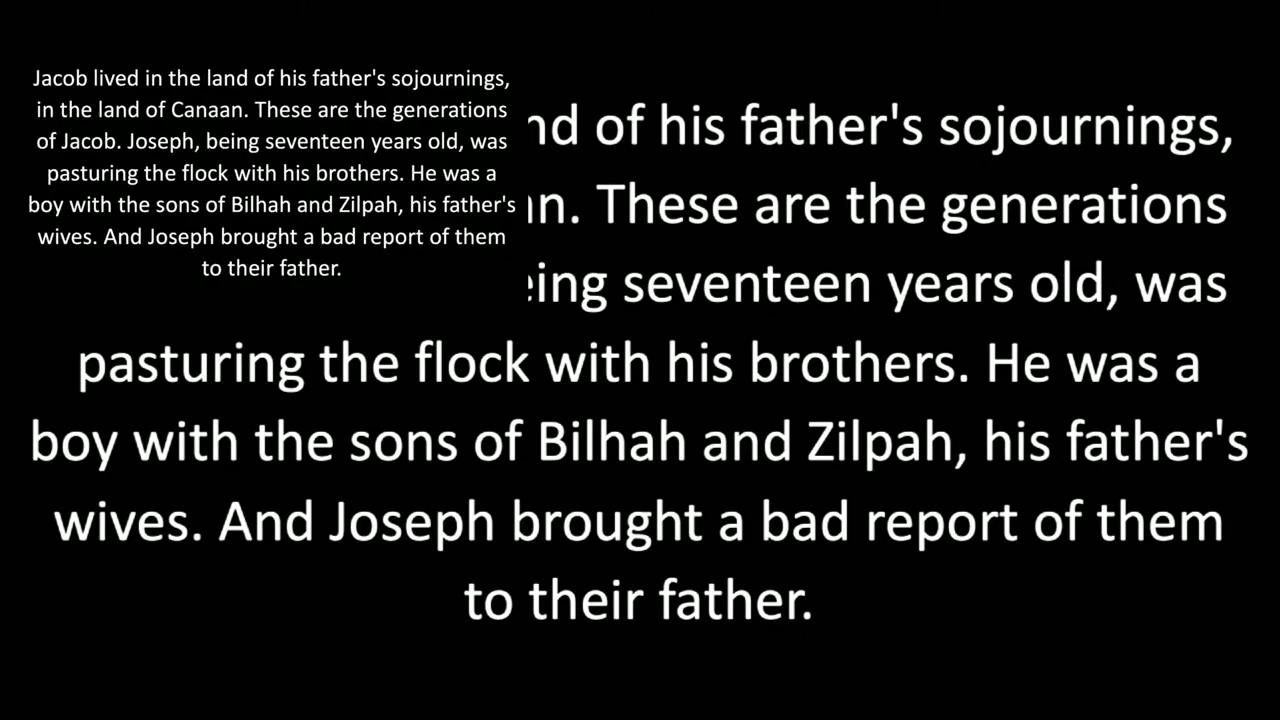 Jacob lived in the land of his father's sojournings,
in the land of Canaan. These are the generations
of Jacob. Joseph, being seventeen years old, was
pasturing the flock with his brothers. He was a
boy with the sons of Bilhah and Zilpah, his father's
wives. And Joseph brought a bad report of them
to their father.
of his father's sojournings,
These are the generations
seventeen years old, was
pasturing the flock with his brothers. He was a
boy with the sons of Bilhah and Zilpah, his father's
wives. And Joseph brought a bad report of them
to their father.